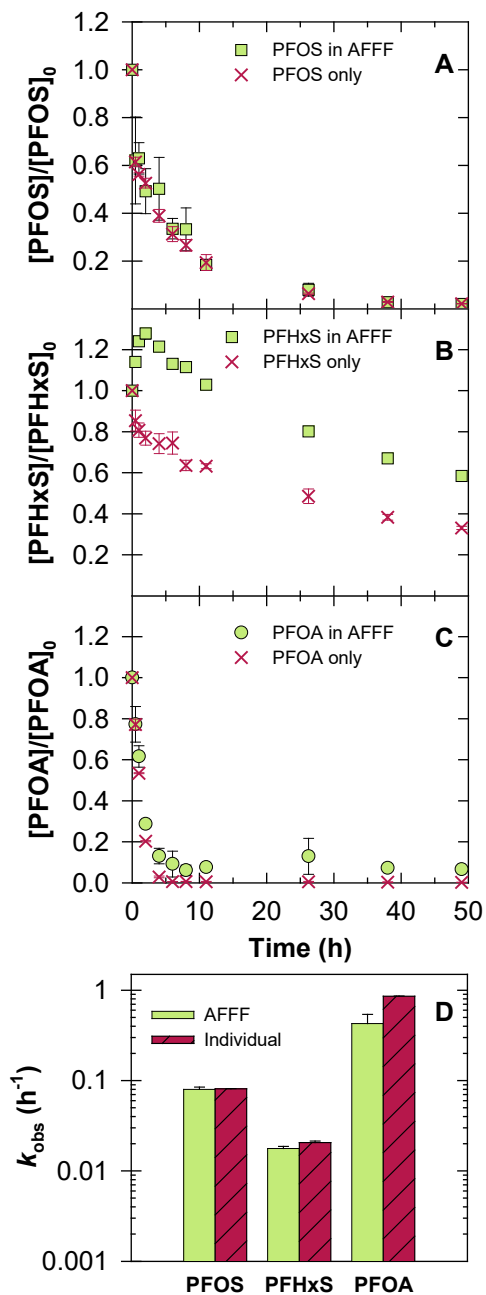 [PFOS]/[PFOS]0
1.2
1.0
0.8
0.6
0.4
0.2
PFOS in AFFF
PFOS only
A
[PFHxS]/[PFHxS]0
1.2
1.0
0.8
0.6
0.4
0.2
PFHxS in AFFF
PFHxS only
B
[PFOA]/[PFOA]0
1.2
1.0
0.8
0.6
0.4
0.2
0.0
PFOA in AFFF
PFOA only
C
0 10 20 30 40 50
Time (h)
kobs (h-1)
1
0.1
0.01
0.001
AFFF
Individual
D
PFOS PFHxS PFOA